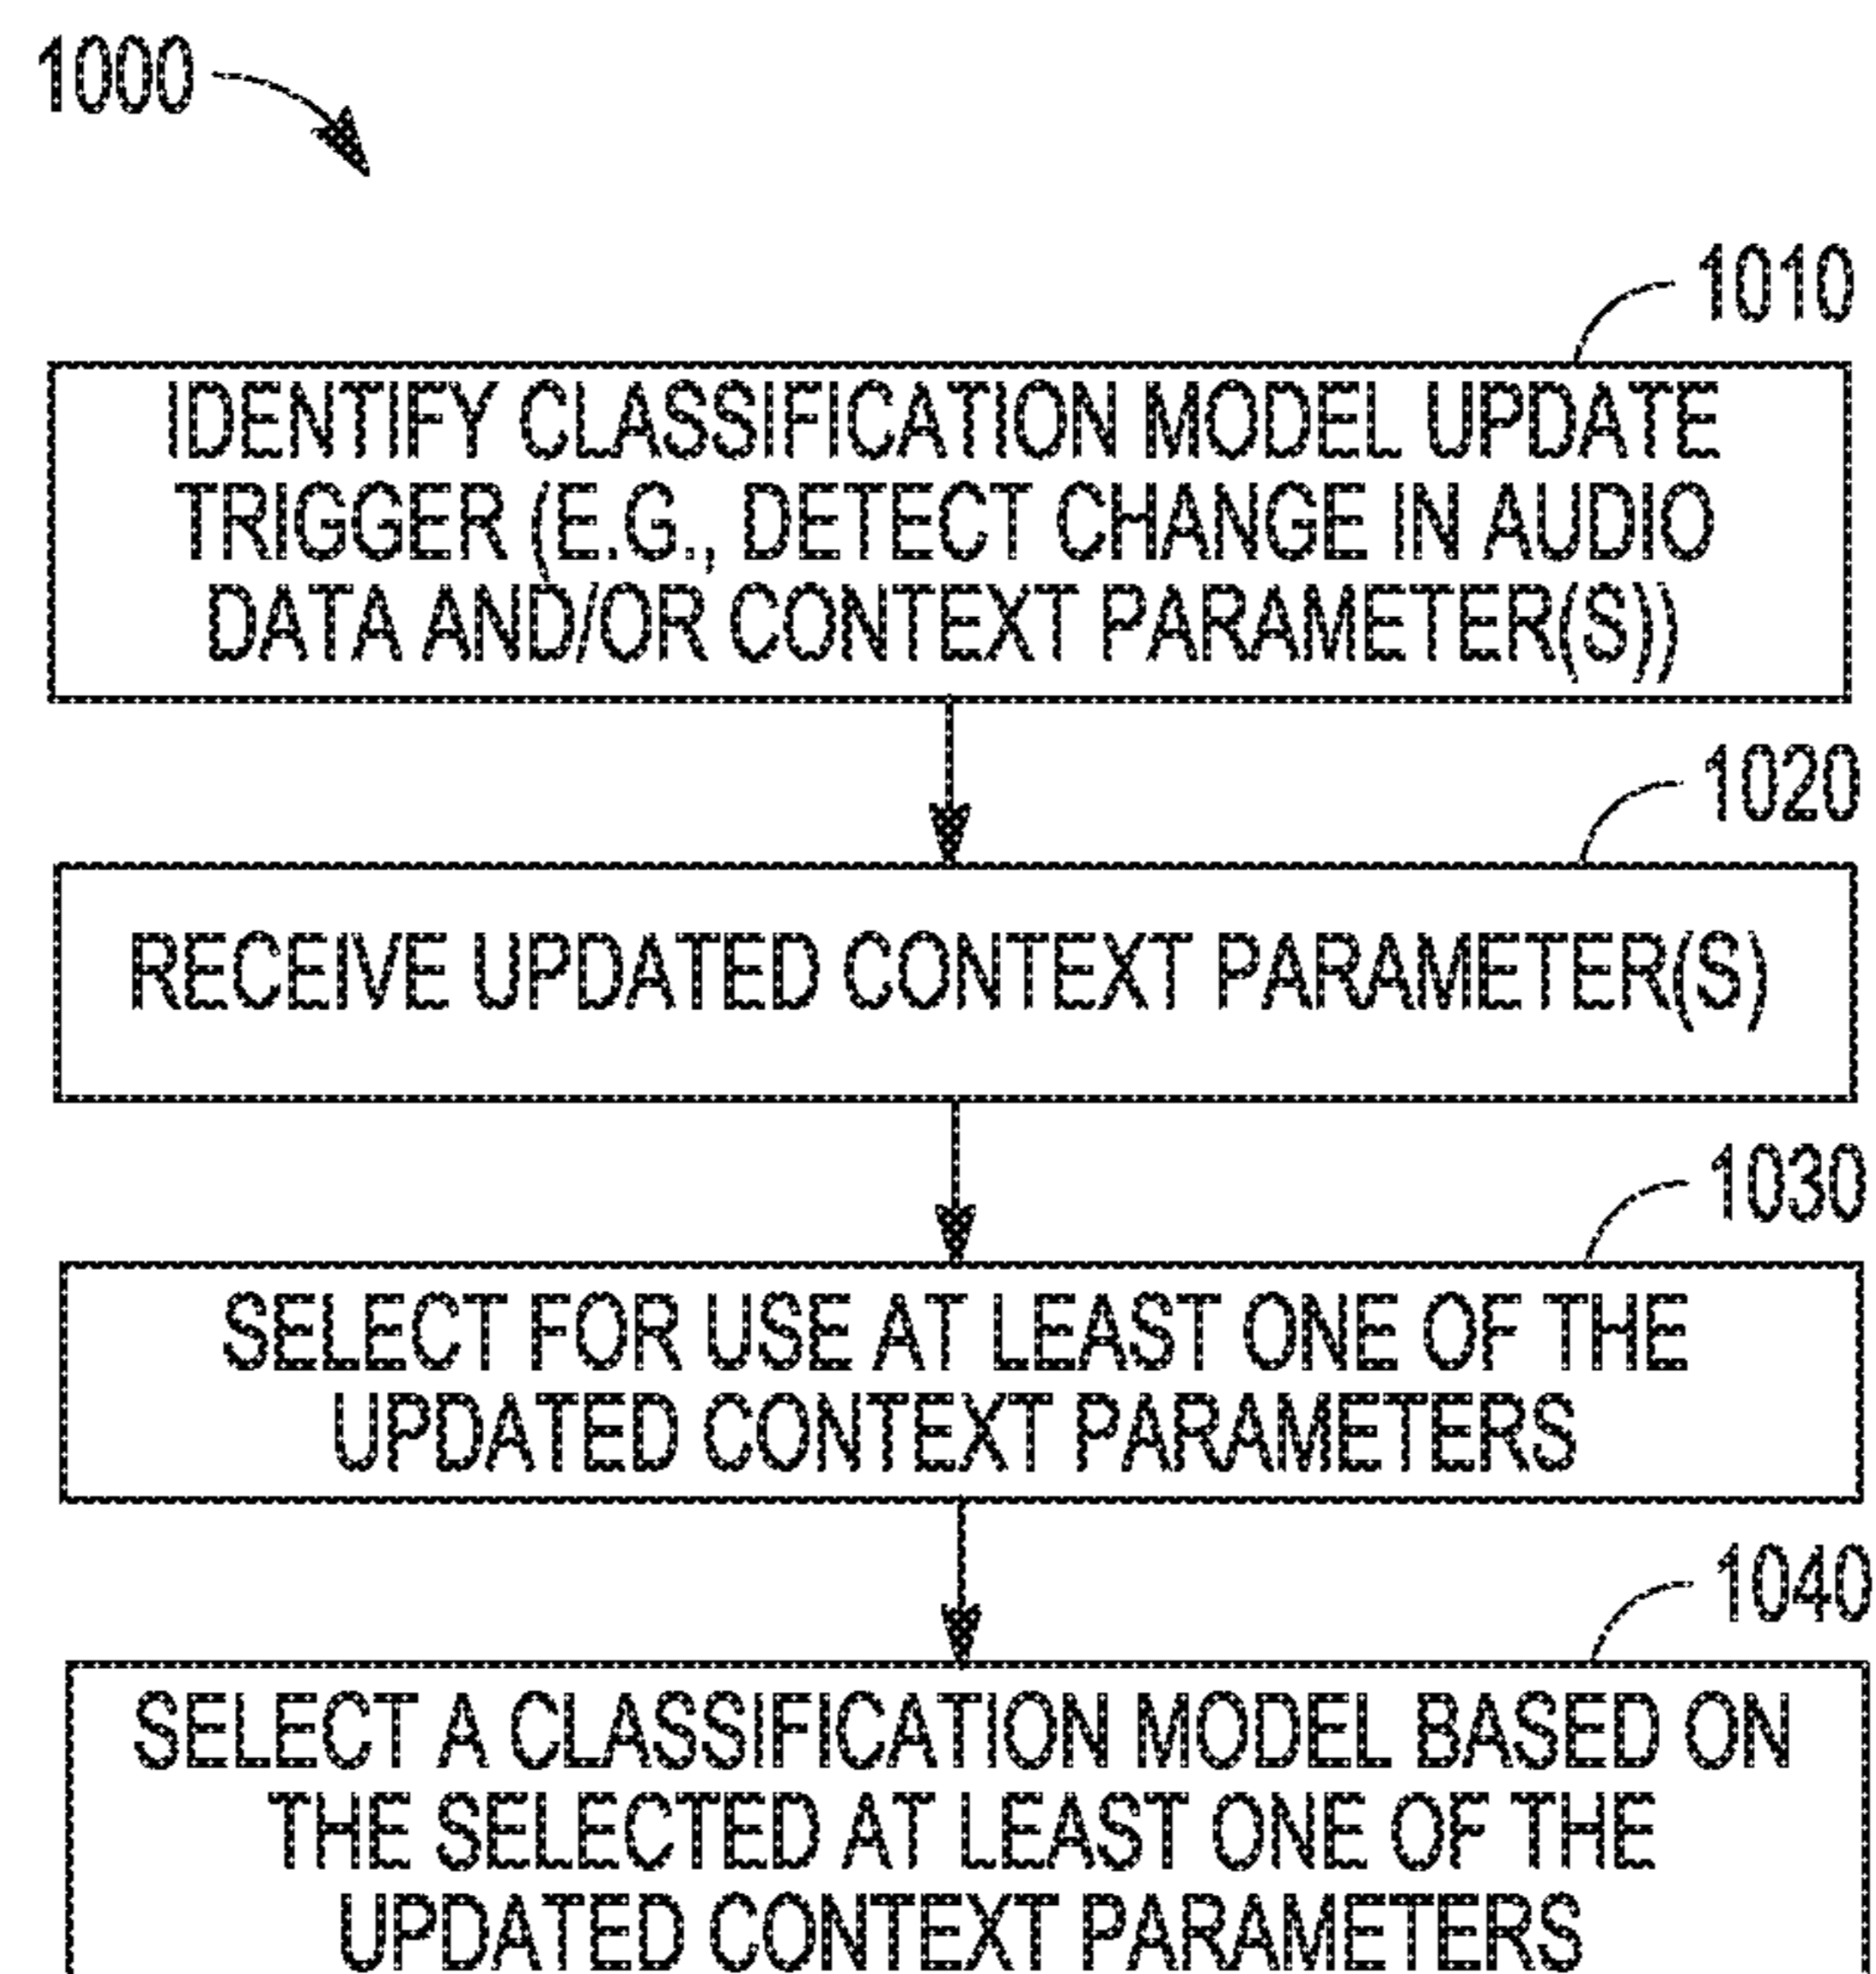 1000
1010
IDENTIFY CLASSIFICATION MODEL UPDATE
TRIGGER (E.G., DETECT CHANGE IN AUDIO
DATA AND/OR CONTEXT PARAMETER(S))
1020
RECEIVE UPDATED CONTEXT PARAMETER(S)
1030
SELECT FOR USE AT LEAST ONE OF THE
UPDATED CONTEXT PARAMETERS
1040
SELECT A CLASSIFICATION MODEL BASED ON
THE SELECTED AT LEAST ONE OF THE
UPDATED CONTEXT PARAMETERS